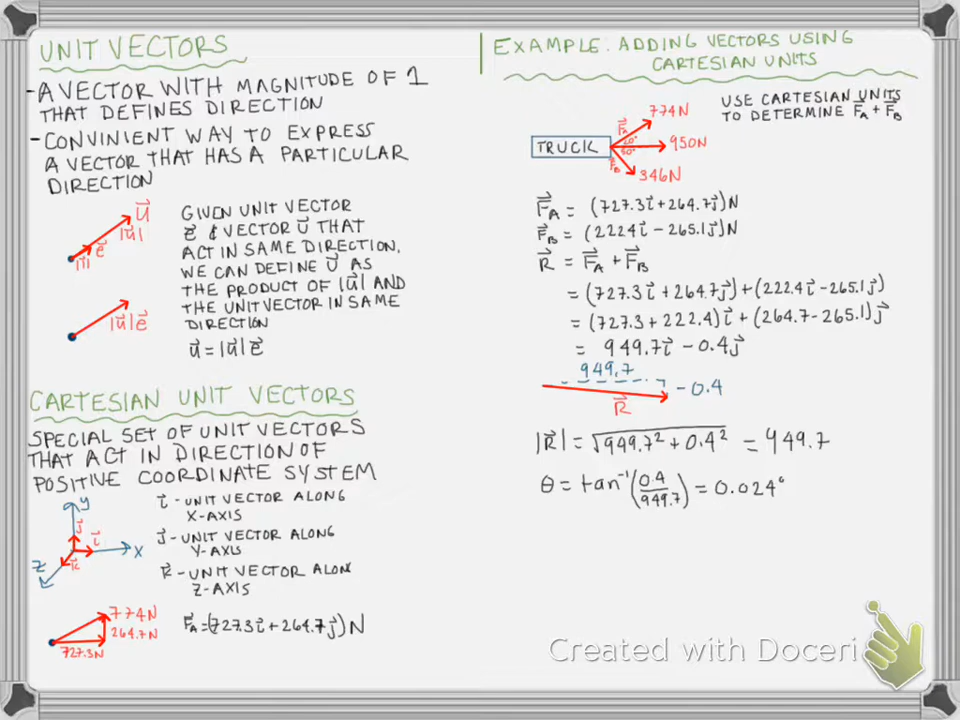 UNIT VECTORS
- A VECTOR WITH MAGNITUDE OF 1
THAT DEFINES DIRECTION
- CONVINIENT WAY TO EXPRESS
A VECTOR THAT HAS A PARTICULAR
DIRECTION
U⃗
|u⃗|
e⃗
|1|
|u⃗|e⃗
GIVEN UNIT VECTOR
e⃗ & VECTOR U⃗ THAT
ACT IN SAME DIRECTION,
WE CAN DEFINE U⃗ AS
THE PRODUCT OF |u⃗| AND
THE UNIT VECTOR IN SAME
DIRECTION
u⃗ = |u⃗|e⃗
CARTESIAN UNIT VECTORS
SPECIAL SET OF UNIT VECTORS
THAT ACT IN DIRECTION OF
POSITIVE COORDINATE SYSTEM
y
j⃗
i⃗
x
z
k⃗
i⃗ - UNIT VECTOR ALONG
X-AXIS
j⃗ - UNIT VECTOR ALONG
Y-AXIS
k⃗ - UNIT VECTOR ALON
Z-AXIS
774N
264.7N
727.3N
F⃗A = (727.3i⃗ + 264.7j⃗)N
EXAMPLE: ADDING VECTORS USING
CARTESIAN UNITS
USE CARTESIAN UNITS
TO DETERMINE F⃗A + F⃗B
TRUCK
774N
950N
346N
F⃗A = (727.3i⃗ + 264.7j⃗)N
F⃗B = (222.4i⃗ - 265.1j⃗)N
R⃗ = F⃗A + F⃗B
= (727.3i⃗ + 264.7j⃗) + (222.4i⃗ - 265.1j⃗)
= (727.3 + 222.4)i⃗ + (264.7 - 265.1)j⃗
= 949.7i⃗ - 0.4j⃗
949.7
- 0.4
R⃗
|R⃗| = √949.7² + 0.4² = 949.7
θ = tan⁻¹(0.4/949.7) = 0.024°
Created with Doceri